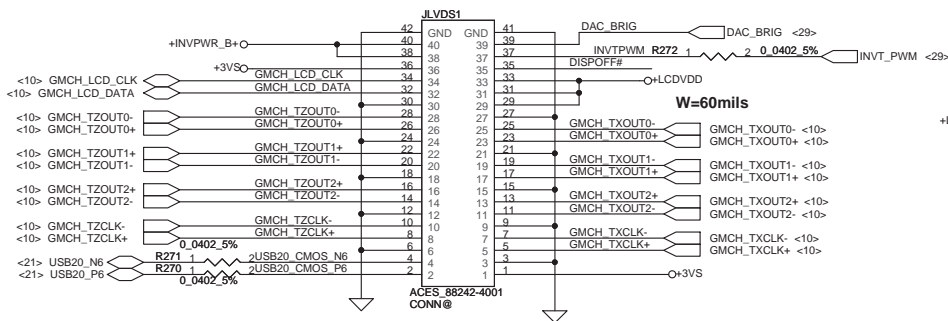 JLVDS1
42 GND GND 41
+INVPWR_B+ 40 40 39 39 DAC_BRIG DAC_BRIG <29>
38 38 37 37 INVTPWM R272 1 2 0_0402_5% INVT_PWM <29>
+3VS 36 36 35 35 DISPOFF#
<10> GMCH_LCD_CLK GMCH_LCD_CLK 34 34 33 33 +LCDVDD
<10> GMCH_LCD_DATA GMCH_LCD_DATA 32 32 31 31
30 30 29 29
W=60mils
<10> GMCH_TZOUT0- GMCH_TZOUT0- 28 28 27 27
<10> GMCH_TZOUT0+ GMCH_TZOUT0+ 26 26 25 25 GMCH_TXOUT0- GMCH_TXOUT0- <10>
24 24 23 23 GMCH_TXOUT0+ GMCH_TXOUT0+ <10>
<10> GMCH_TZOUT1+ GMCH_TZOUT1+ 22 22 21 21
<10> GMCH_TZOUT1- GMCH_TZOUT1- 20 20 19 19 GMCH_TXOUT1- GMCH_TXOUT1- <10>
18 18 17 17 GMCH_TXOUT1+ GMCH_TXOUT1+ <10>
<10> GMCH_TZOUT2+ GMCH_TZOUT2+ 16 16 15 15
<10> GMCH_TZOUT2- GMCH_TZOUT2- 14 14 13 13 GMCH_TXOUT2+ GMCH_TXOUT2+ <10>
12 12 11 11 GMCH_TXOUT2- GMCH_TXOUT2- <10>
<10> GMCH_TZCLK- GMCH_TZCLK- 10 10 9 9
<10> GMCH_TZCLK+ GMCH_TZCLK+ 8 8 7 7 GMCH_TXCLK- GMCH_TXCLK- <10>
0_0402_5% 6 6 5 5 GMCH_TXCLK+ GMCH_TXCLK+ <10>
<21> USB20_N6 R271 1 2 USB20_CMOS_N6 4 4 3 3
<21> USB20_P6 R270 1 2 USB20_CMOS_P6 2 2 1 1 +3VS
0_0402_5%
ACES_88242-4001
CONN@